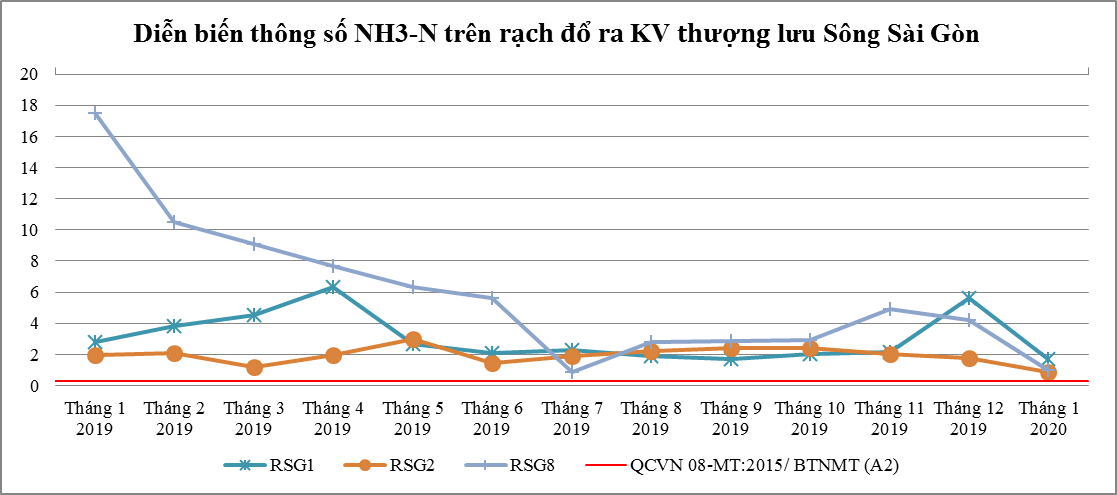 Diễn biến thông số NH3-N trên rạch đổ ra KV thượng lưu Sông Sài Gòn
20
18
16
14
12
10
8
6
4
2
0
Tháng 1 Tháng 2 Tháng 3 Tháng 4 Tháng 5 Tháng 6 Tháng 7 Tháng 8 Tháng 9 Tháng 10 Tháng 11 Tháng 12 Tháng 1
2019 2019 2019 2019 2019 2019 2019 2019 2019 2019 2019 2019 2020
RSG1 RSG2 RSG8 QCVN 08-MT:2015/ BTNMT (A2)